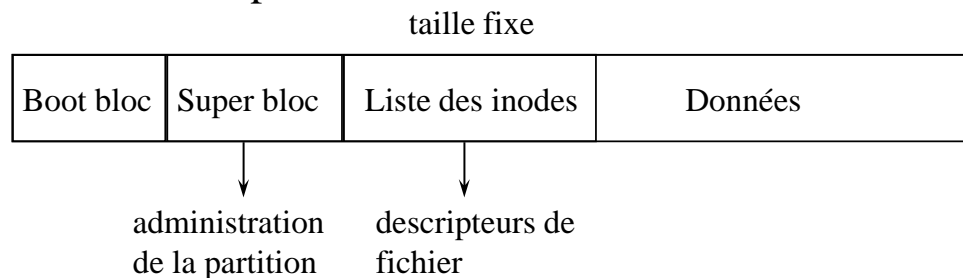 taille fixe
Boot bloc Super bloc Liste des inodes Données
administration
de la partition
descripteurs de
fichier